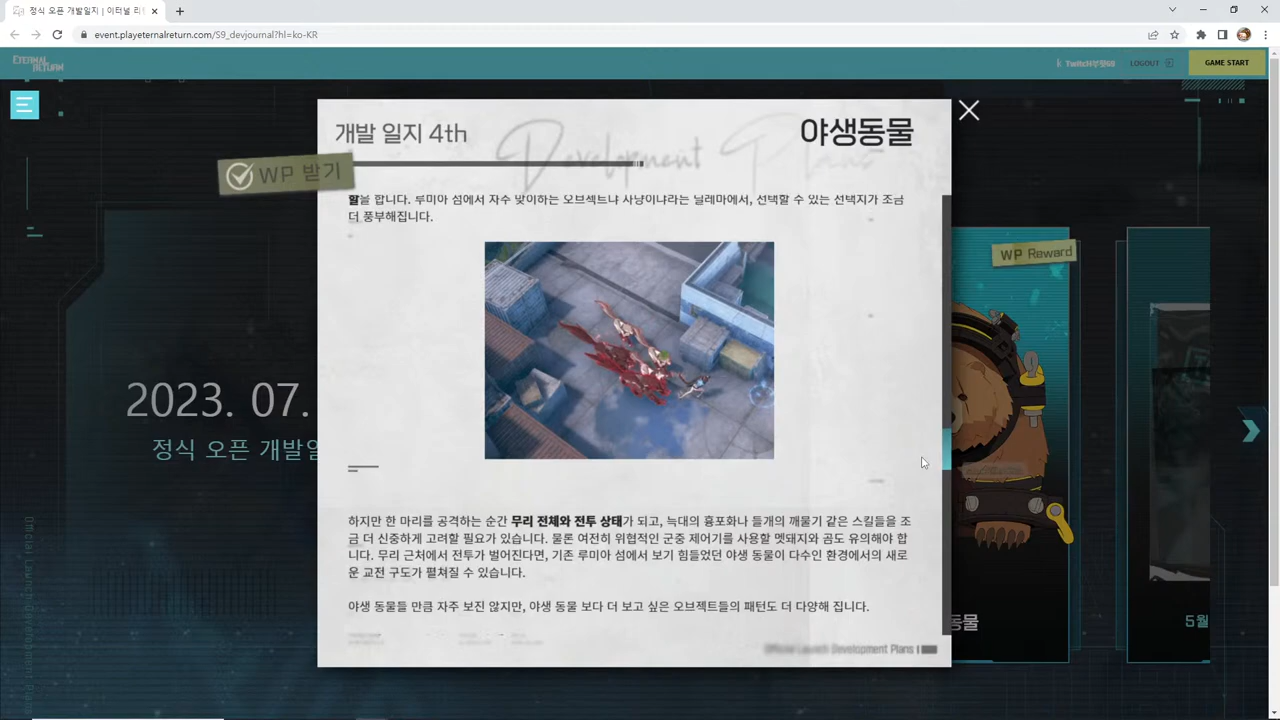 정식 오픈 개발일지 | 이터널 리
event.playeternalreturn.com/S9_devjournal?hl=ko-KR
ETERNAL RETURN
LOGOUT
GAME START
개발 일지 4th
Development Plans
야생동물
WP 받기
할을 합니다. 루미아 섬에서 자주 맞이하는 오브젝트냐 사냥이냐라는 딜레마에서, 선택할 수 있는 선택지가 조금
더 풍부해집니다.
WP Reward
2023. 07.
정식 오픈 개발일
하지만 한 마리를 공격하는 순간 무리 전체와 전투 상태가 되고, 늑대의 흉포화나 들개의 깨물기 같은 스킬들을 조
금 더 신중하게 고려할 필요가 있습니다. 물론 여전히 위협적인 군중 제어기를 사용할 멧돼지와 곰도 유의해야 합
니다. 무리 근처에서 전투가 벌어진다면, 기존 루미아 섬에서 보기 힘들었던 야생 동물이 다수인 환경에서의 새로
운 교전 구도가 펼쳐질 수 있습니다.
야생 동물들 만큼 자주 보진 않지만, 야생 동물 보다 더 보고 싶은 오브젝트들의 패턴도 더 다양해 집니다.
Official Launch Development Plans
동물
5월
Official Launch Development Plans